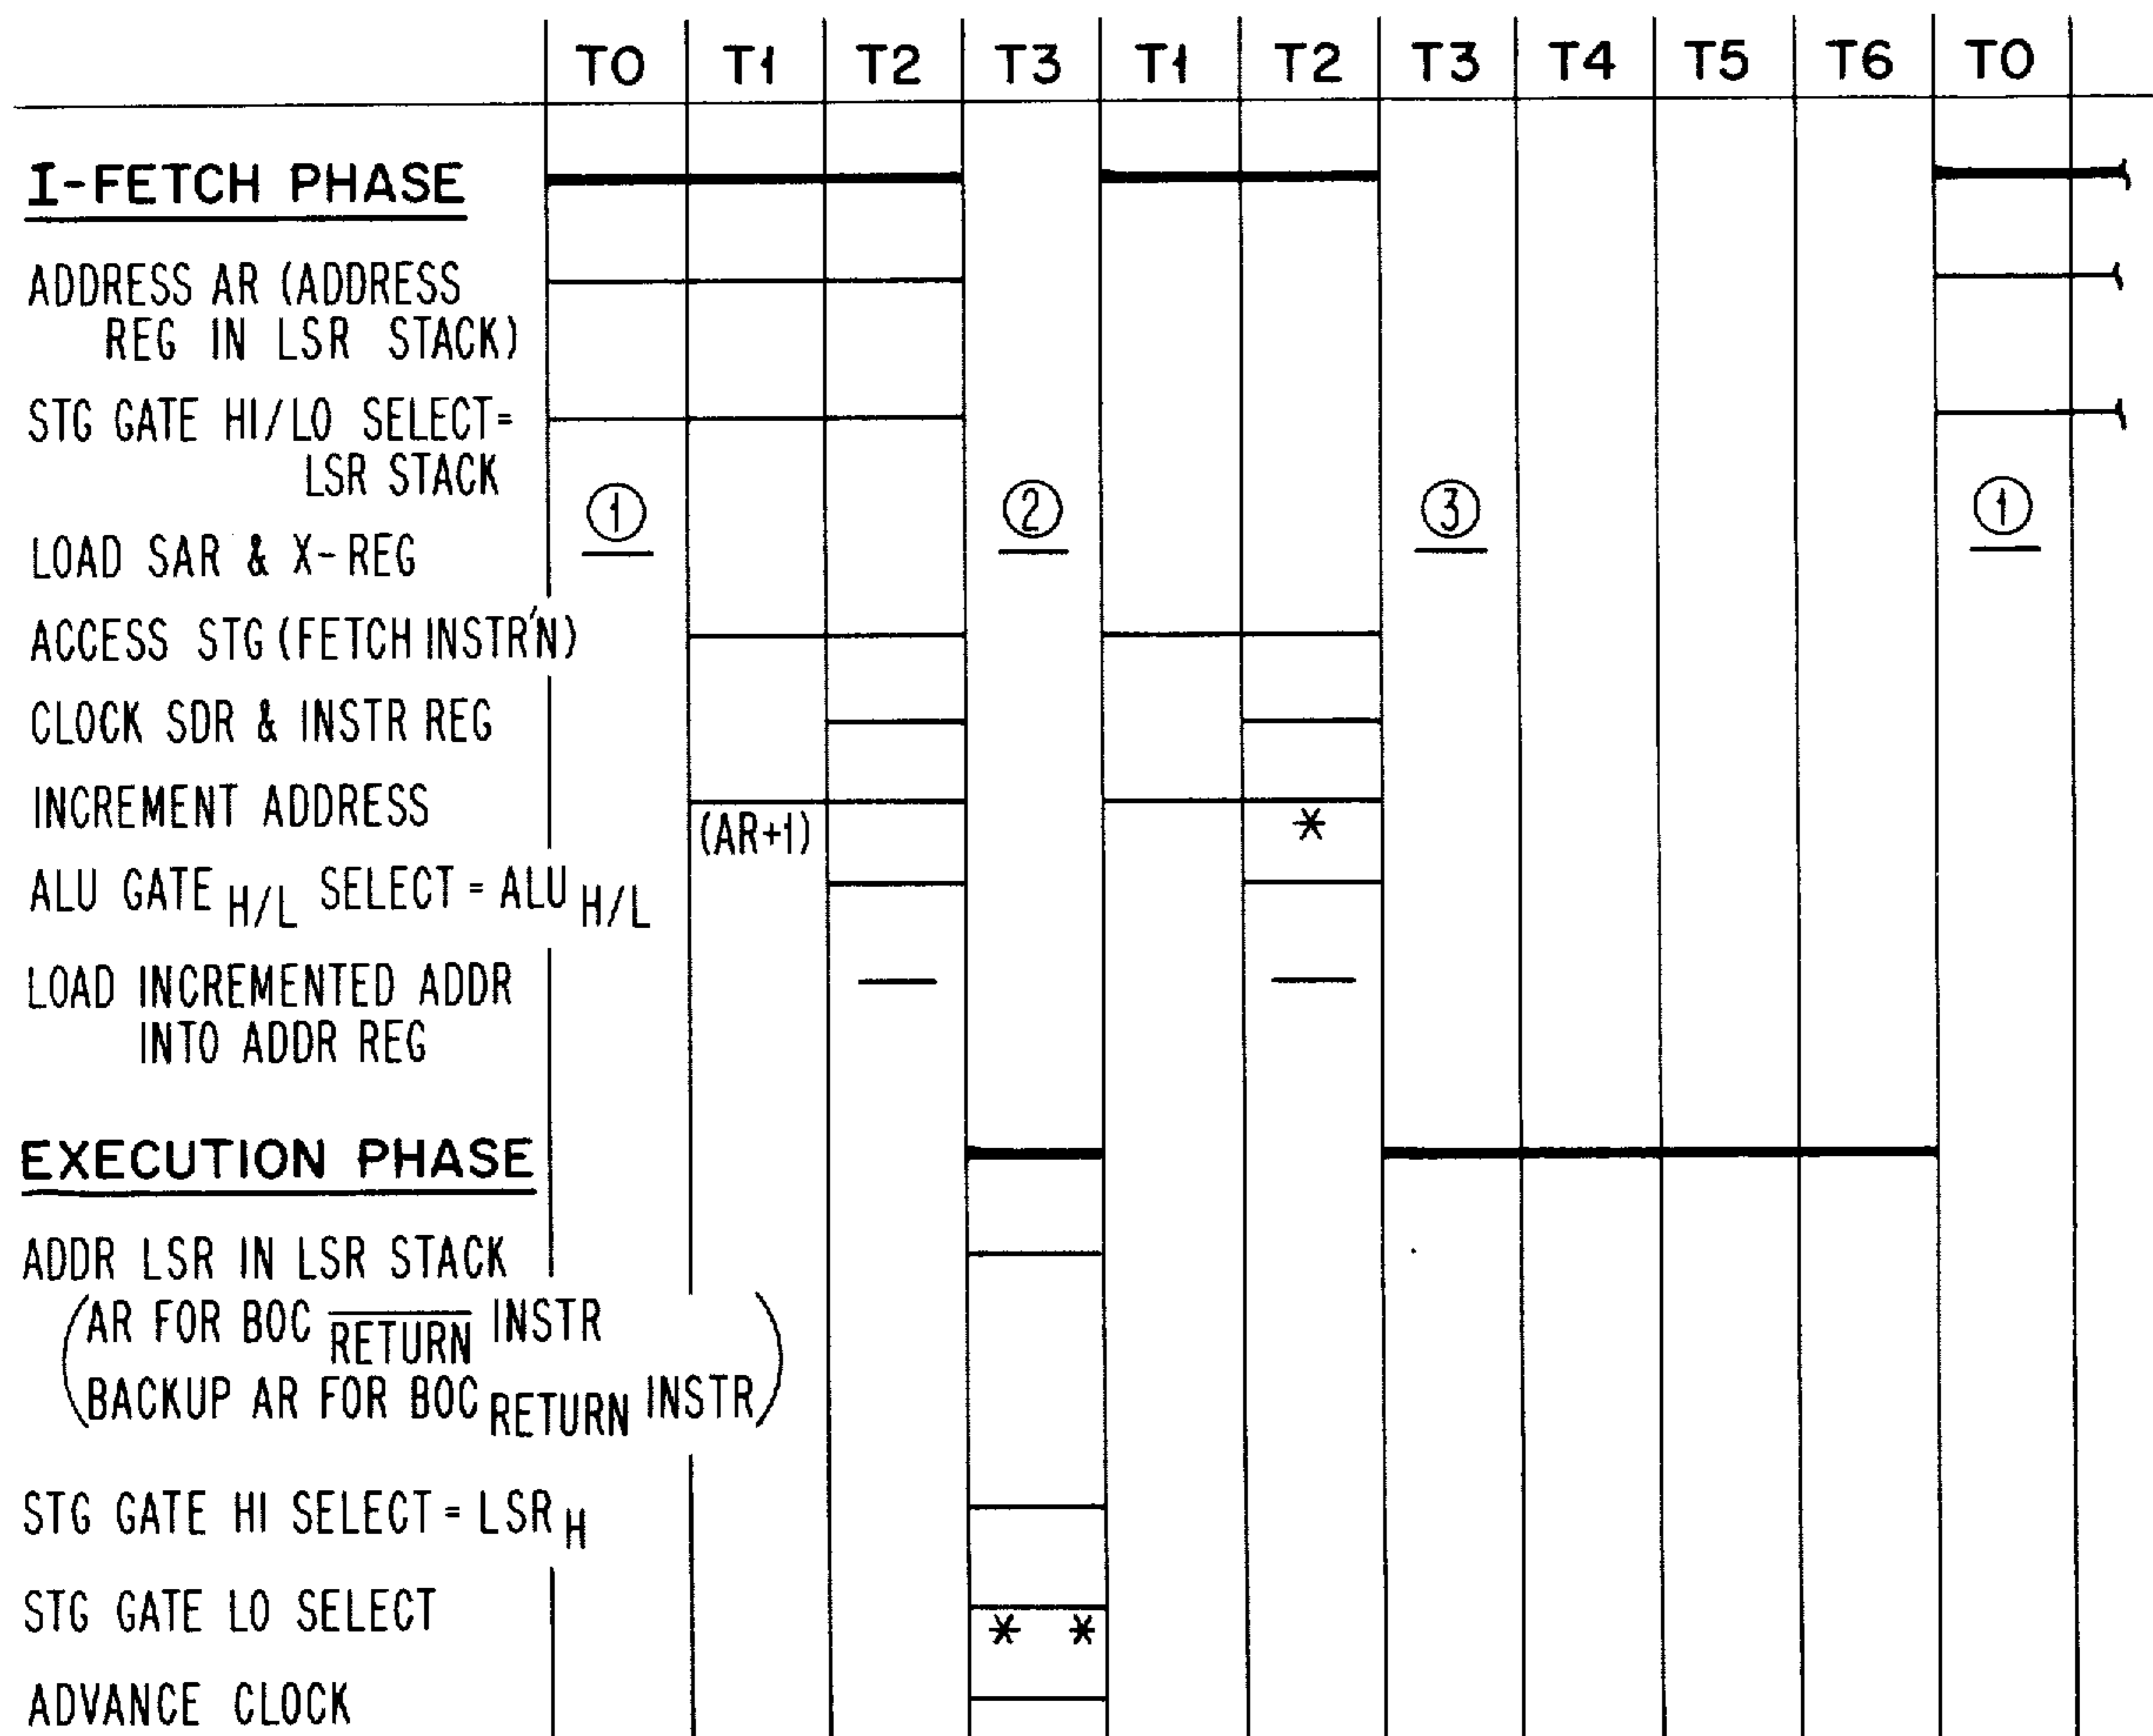 T0 T1 T2 T3 T1 T2 T3 T4 T5 T6 T0
I-FETCH PHASE
ADDRESS AR (ADDRESS
REG IN LSR STACK)
STG GATE HI/LO SELECT=
LSR STACK
LOAD SAR & X-REG ① ② ③ ①
ACCESS STG (FETCH INSTR'N)
CLOCK SDR & INSTR REG
INCREMENT ADDRESS
(AR+1) *
ALU GATE H/L SELECT = ALU H/L
LOAD INCREMENTED ADDR
INTO ADDR REG
EXECUTION PHASE
ADDR LSR IN LSR STACK
(AR FOR BOC RETURN INSTR
BACKUP AR FOR BOC RETURN INSTR)
STG GATE HI SELECT = LSR H
STG GATE LO SELECT
* *
ADVANCE CLOCK